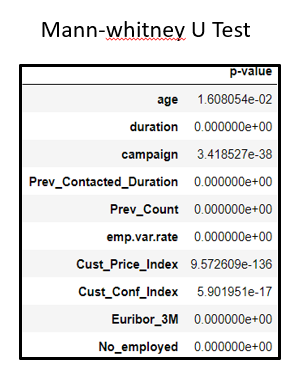 Mann-whitney U Test
p-value
age 1.608054e-02
duration 0.000000e+00
campaign 3.418527e-38
Prev_Contacted_Duration 0.000000e+00
Prev_Count 0.000000e+00
emp.var.rate 0.000000e+00
Cust_Price_Index 9.572609e-136
Cust_Conf_Index 5.901951e-17
Euribor_3M 0.000000e+00
No_employed 0.000000e+00